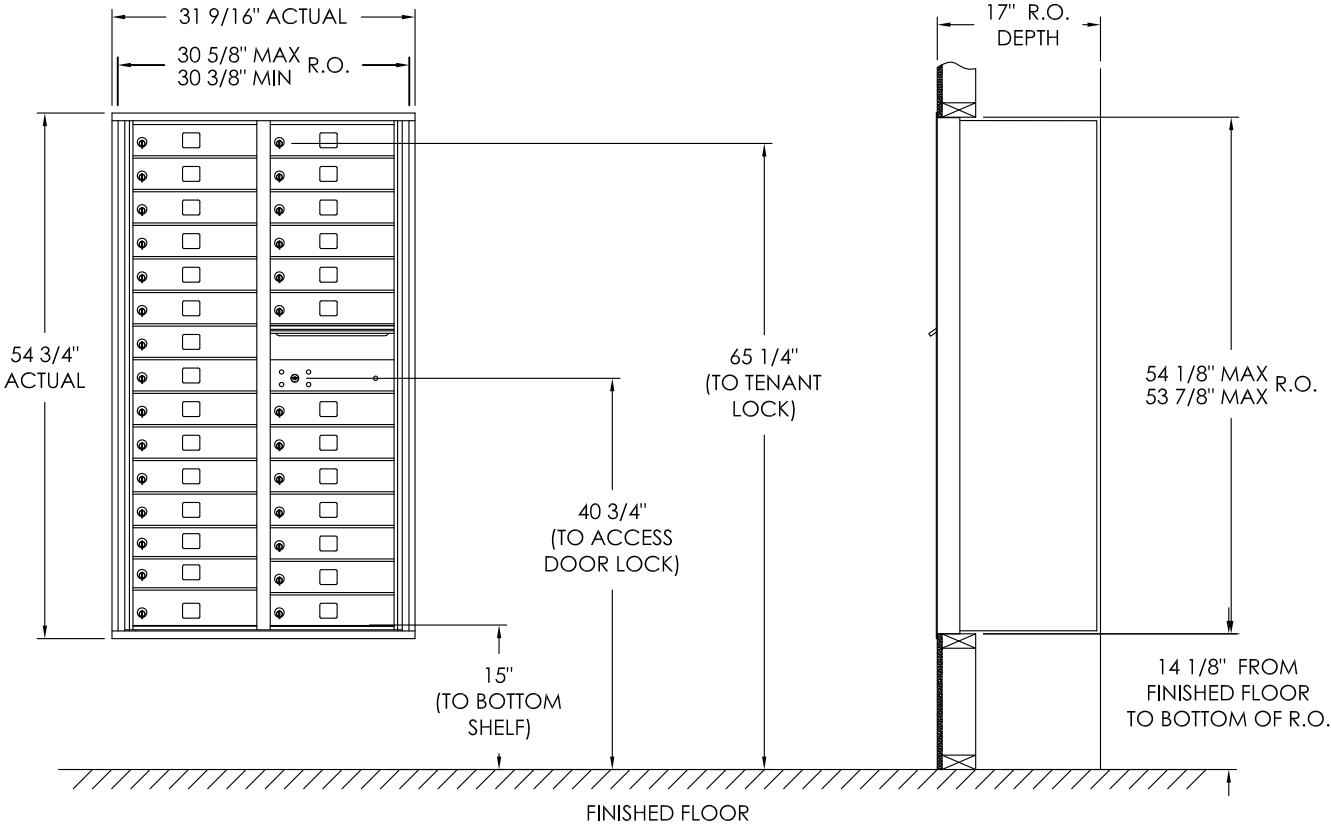 31 9/16" ACTUAL
30 5/8" MAX
30 3/8" MIN
R.O.
17" R.O.
DEPTH
54 3/4"
ACTUAL
65 1/4"
(TO TENANT
LOCK)
54 1/8" MAX
53 7/8" MAX
R.O.
40 3/4"
(TO ACCESS
DOOR LOCK)
15"
(TO BOTTOM
SHELF)
14 1/8" FROM
FINISHED FLOOR
TO BOTTOM OF R.O.
FINISHED FLOOR